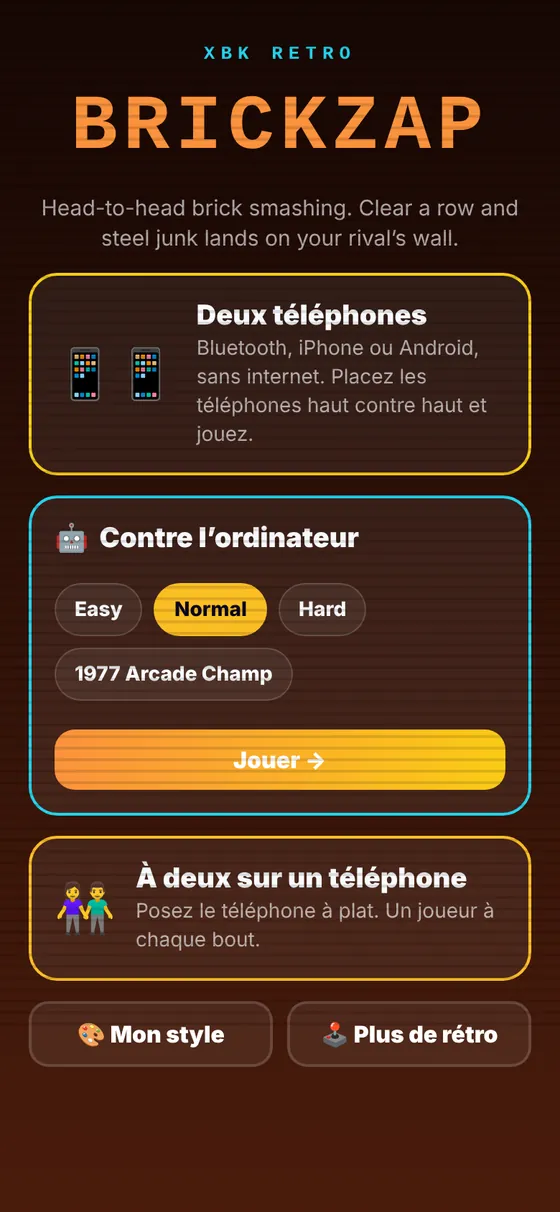 XBK RETRO
BRICKZAP
Head-to-head brick smashing. Clear a row and
steel junk lands on your rival’s wall.
Deux téléphones
Bluetooth, iPhone ou Android,
sans internet. Placez les
téléphones haut contre haut et
jouez.
Contre l’ordinateur
Easy
Normal
Hard
1977 Arcade Champ
Jouer →
À deux sur un téléphone
Posez le téléphone à plat. Un joueur à
chaque bout.
Mon style
Plus de rétro